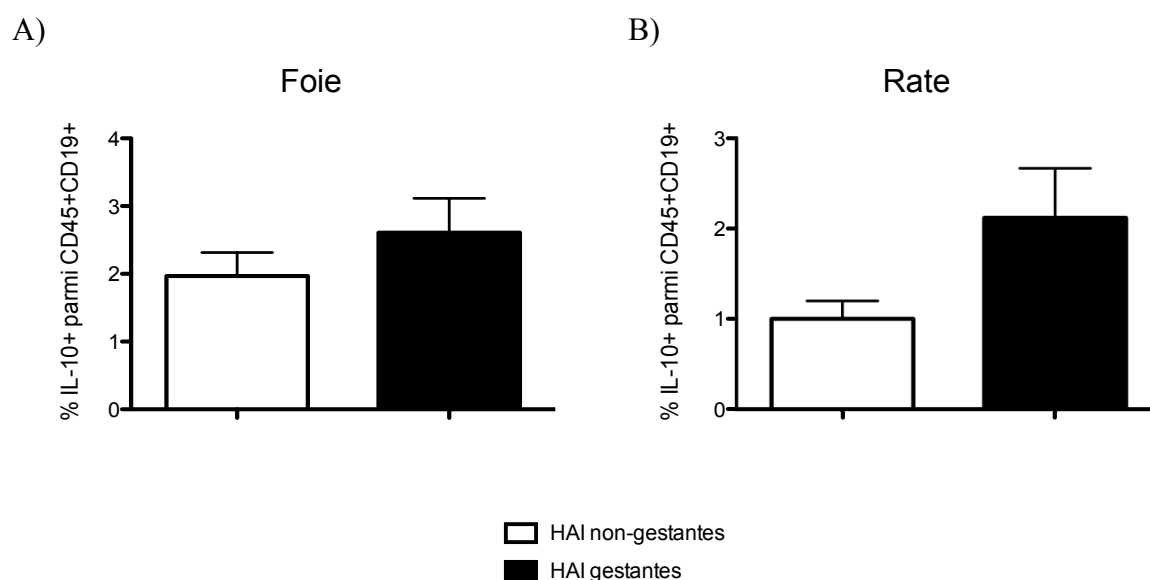 A)
Foie
% IL-10+ parmi CD45+CD19+
4
3
2
1
0
B)
Rate
% IL-10+ parmi CD45+CD19+
3
2
1
0
HAI non-gestantes
HAI gestantes